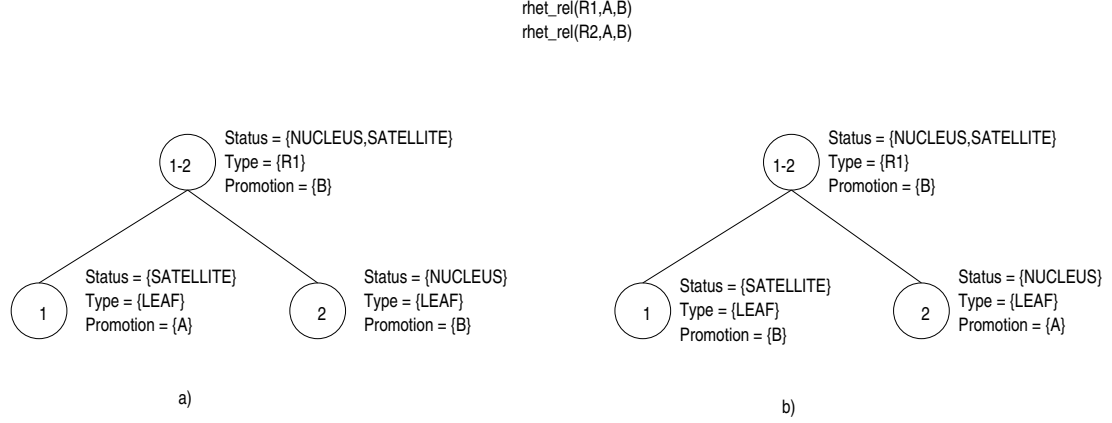 rhet_rel(R1,A,B)
rhet_rel(R2,A,B)
Status = {NUCLEUS,SATELLITE}
Type = {R1}
Promotion = {B}
1-2
Status = {SATELLITE}
Type = {LEAF}
Promotion = {A}
1
Status = {NUCLEUS}
Type = {LEAF}
Promotion = {B}
2
a)
Status = {NUCLEUS,SATELLITE}
Type = {R1}
Promotion = {B}
1-2
Status = {SATELLITE}
Type = {LEAF}
Promotion = {B}
1
Status = {NUCLEUS}
Type = {LEAF}
Promotion = {A}
2
b)